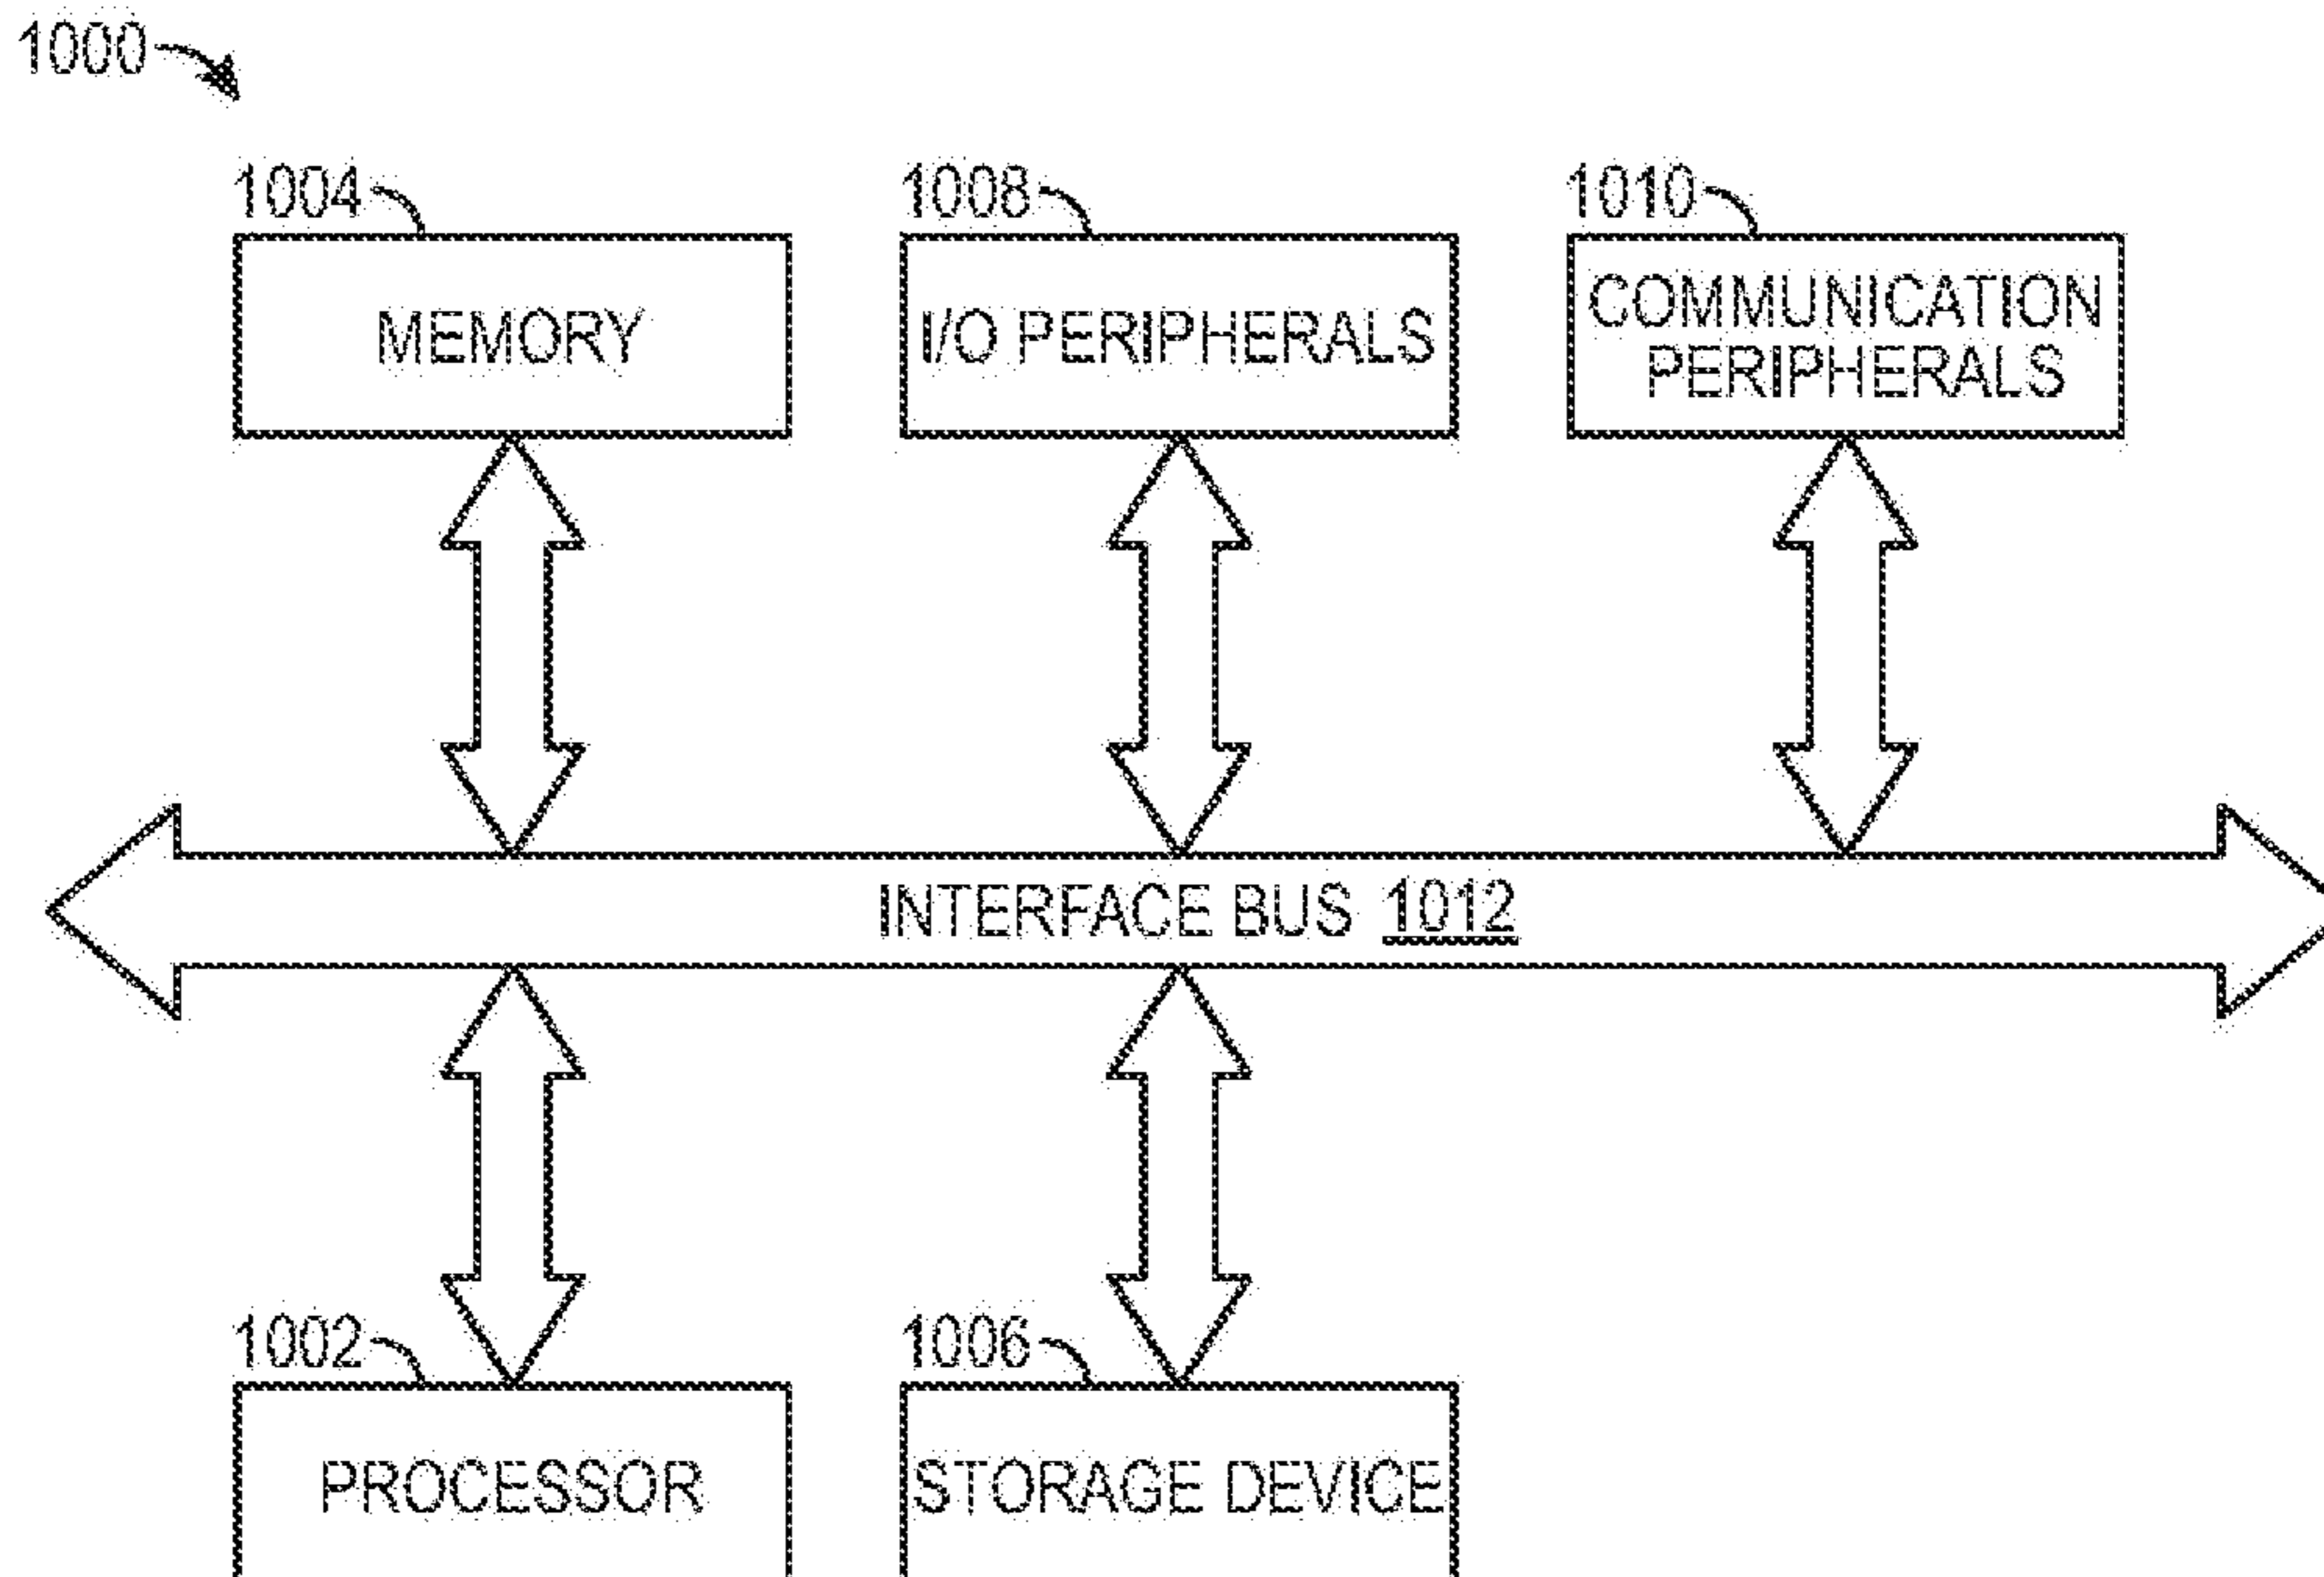 1000
1004
1008
1010
MEMORY
I/O PERIPHERALS
COMMUNICATION
PERIPHERALS
INTERFACE BUS 1012
1002
1006
PROCESSOR
STORAGE DEVICE